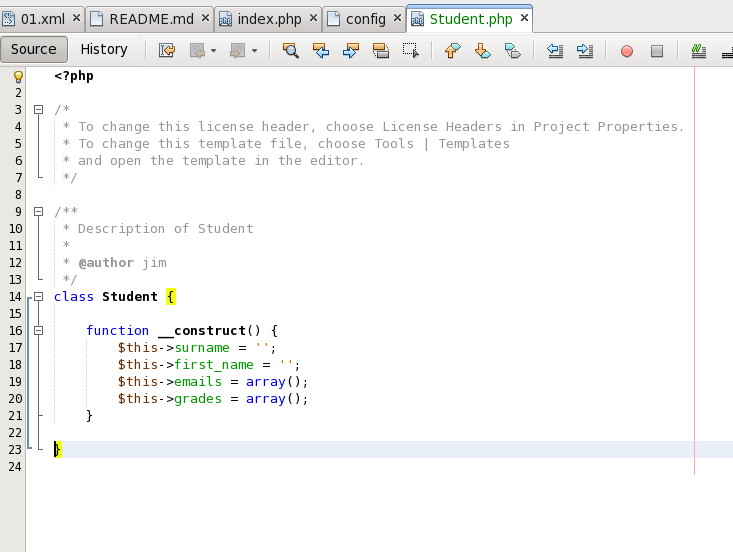 01.xml README.md index.php config Student.php
Source History
<?php
2
3 /*
4 * To change this license header, choose License Headers in Project Properties.
5 * To change this template file, choose Tools | Templates
6 * and open the template in the editor.
7 */
8
9 /**
10 * Description of Student
11 *
12 * @author jim
13 */
14 class Student {
15
16 function __construct() {
17 $this->surname = '';
18 $this->first_name = '';
19 $this->emails = array();
20 $this->grades = array();
21 }
22
23 }
24